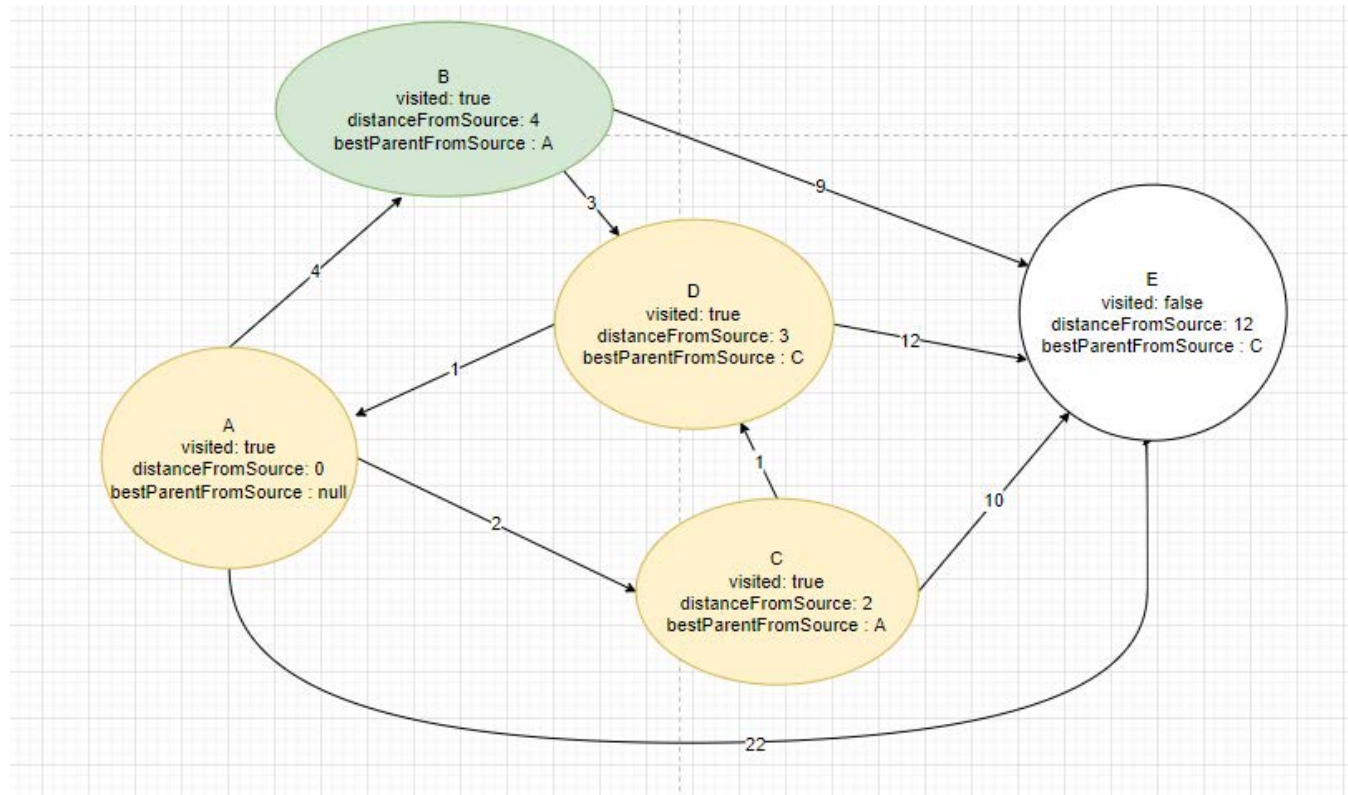 B
visited: true
distanceFromSource: 4
bestParentFromSource : A
9
3
E
visited: false
distanceFromSource: 12
bestParentFromSource : C
4
D
visited: true
distanceFromSource: 3
bestParentFromSource : C
12
1
A
visited: true
distanceFromSource: 0
bestParentFromSource : null
1
2
10
C
visited: true
distanceFromSource: 2
bestParentFromSource : A
22